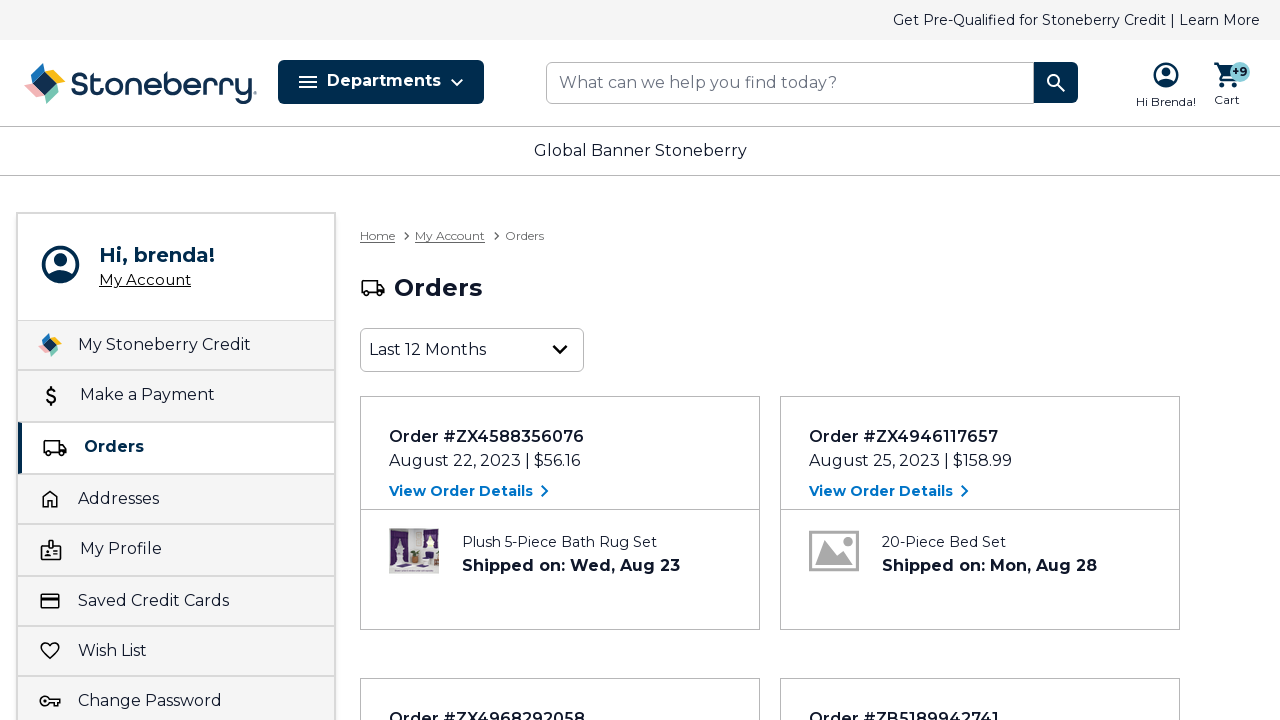 Get Pre-Qualified for Stoneberry Credit | Learn More
Stoneberry.
Departments
What can we help you find today?
Hi Brenda!
+9
Cart
Global Banner Stoneberry
Hi, brenda!
My Account
My Stoneberry Credit
Make a Payment
Orders
Addresses
My Profile
Saved Credit Cards
Wish List
Change Password
Home > My Account > Orders
Orders
Last 12 Months
Order #ZX4588356076
August 22, 2023 | $56.16
View Order Details
Plush 5-Piece Bath Rug Set
Shipped on: Wed, Aug 23
Order #ZX4946117657
August 25, 2023 | $158.99
View Order Details
20-Piece Bed Set
Shipped on: Mon, Aug 28
Order #ZX4968292058
Order #ZB5189942741